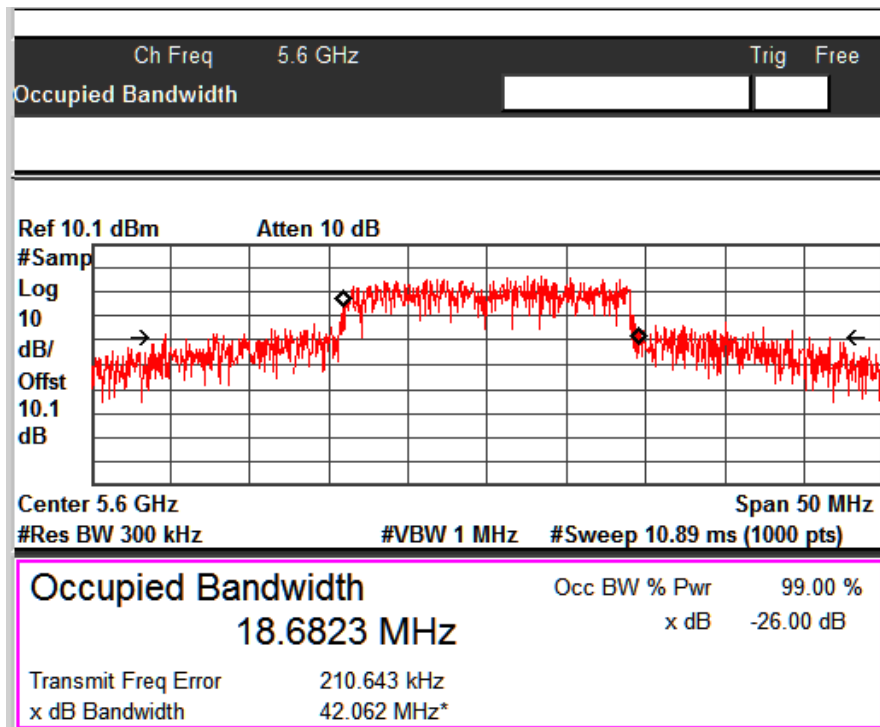 Ch Freq 5.6 GHz Trig Free
Occupied Bandwidth
Ref 10.1 dBm Atten 10 dB
#Samp
Log
10
dB/
Offst
10.1
dB
Center 5.6 GHz Span 50 MHz
#Res BW 300 kHz #VBW 1 MHz #Sweep 10.89 ms (1000 pts)
Occupied Bandwidth Occ BW % Pwr 99.00 %
18.6823 MHz x dB -26.00 dB
Transmit Freq Error 210.643 kHz
x dB Bandwidth 42.062 MHz*